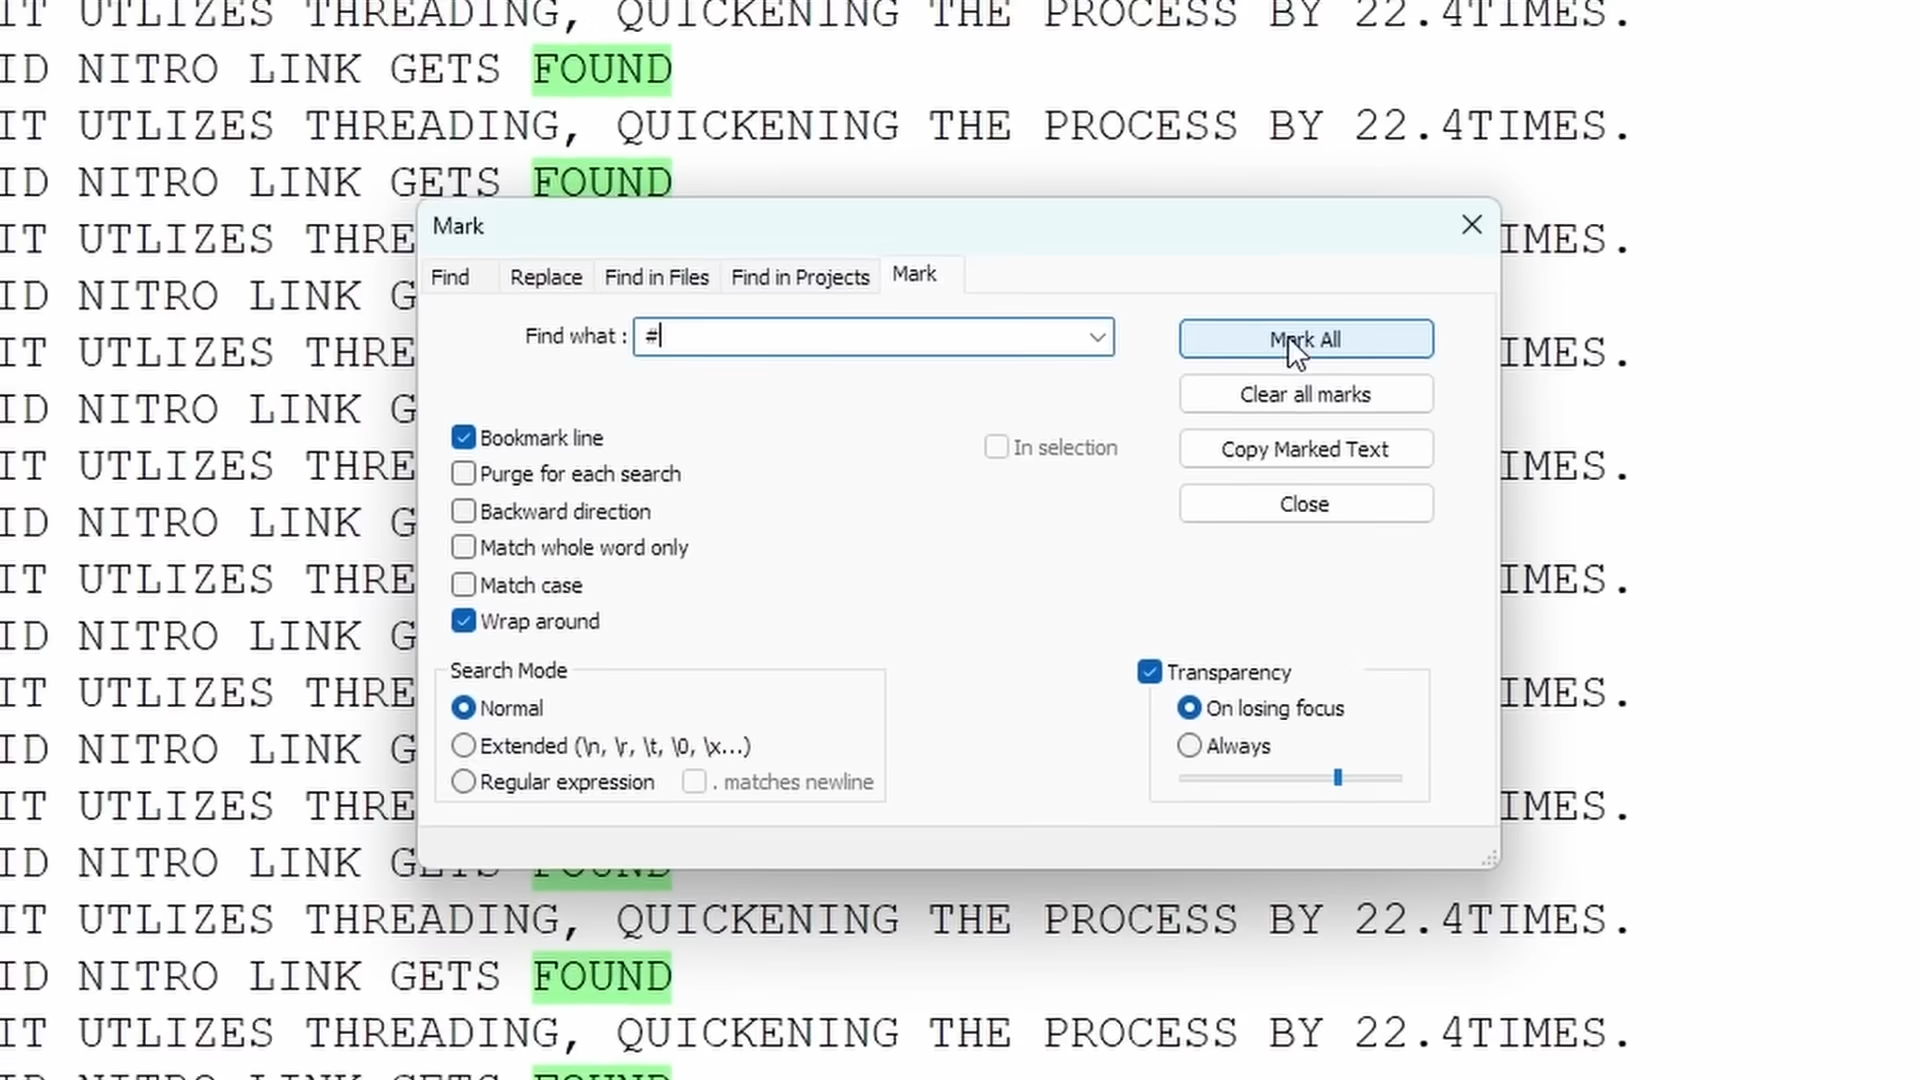 IT UTLIZES THREADING, QUICKENING THE PROCESS BY 22.4TIMES.
ID NITRO LINK GETS FOUND
IT UTLIZES THREADING, QUICKENING THE PROCESS BY 22.4TIMES.
ID NITRO LINK GETS FOUND
Mark
IT UTLIZES THRE IMES.
Find Replace Find in Files Find in Projects Mark
ID NITRO LINK G
Find what : # Mark All
IT UTLIZES THRE IMES.
Clear all marks
ID NITRO LINK G
Bookmark line In selection Copy Marked Text
IT UTLIZES THRE IMES.
Purge for each search
Backward direction Close
ID NITRO LINK G
Match whole word only
IT UTLIZES THRE IMES.
Match case
Wrap around
ID NITRO LINK G
Search Mode Transparency
IT UTLIZES THRE IMES.
Normal On losing focus
Extended (\n, \r, \t, \0, \x...) Always
ID NITRO LINK G
Regular expression . matches newline
IT UTLIZES THRE IMES.
ID NITRO LINK GETS FOUND
IT UTLIZES THREADING, QUICKENING THE PROCESS BY 22.4TIMES.
ID NITRO LINK GETS FOUND
IT UTLIZES THREADING, QUICKENING THE PROCESS BY 22.4TIMES.
ID NITRO LINK GETS FOUND